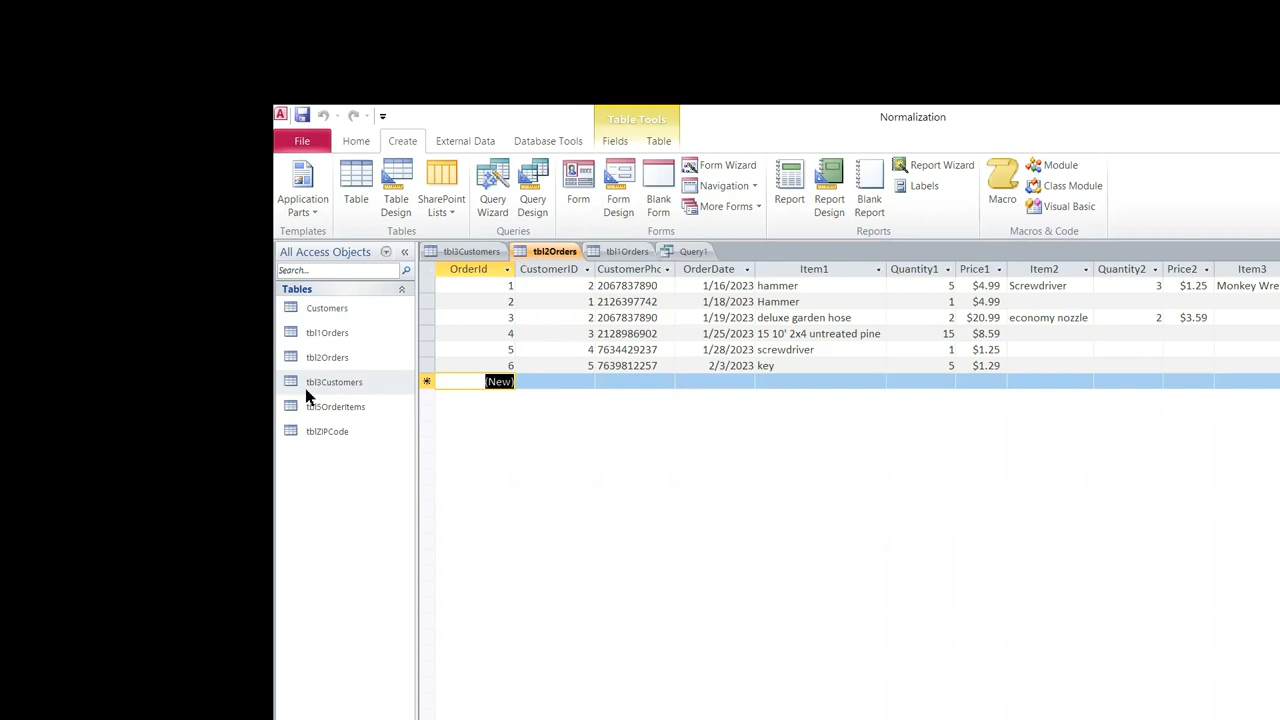 Table Tools
Normalization
File Home Create External Data Database Tools Fields Table
Application Parts
Table
Table Design
SharePoint Lists
Query Wizard
Query Design
Form
Form Design
Blank Form
Form Wizard
Navigation
More Forms
Report
Report Design
Blank Report
Report Wizard
Labels
Macro
Module
Class Module
Visual Basic
Templates Tables Queries Forms Reports Macros & Code
All Access Objects
Search...
Tables
Customers
tbl1Orders
tbl2Orders
tbl3Customers
tbl5OrderItems
tblZIPCode
tbl3Customers tbl2Orders tbl1Orders Query1
OrderId CustomerID CustomerPho OrderDate Item1 Quantity1 Price1 Item2 Quantity2 Price2 Item3
1 2 2067837890 1/16/2023 hammer 5 $4.99 Screwdriver 3 $1.25 Monkey Wre
2 1 2126397742 1/18/2023 Hammer 1 $4.99
3 2 2067837890 1/19/2023 deluxe garden hose 2 $20.99 economy nozzle 2 $3.59
4 3 2128986902 1/25/2023 15 10' 2x4 untreated pine 15 $8.59
5 4 7634429237 1/28/2023 screwdriver 1 $1.25
6 5 7639812257 2/3/2023 key 5 $1.29
(New)